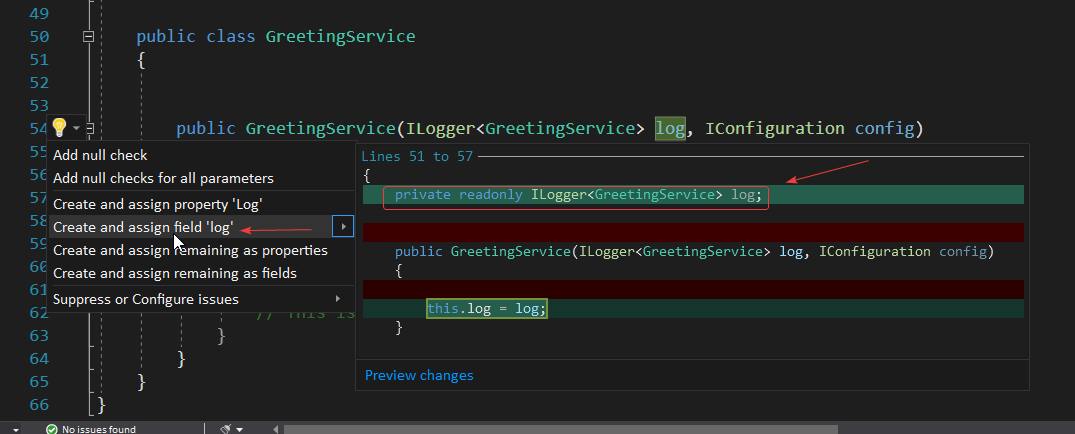 49
50 public class GreetingService
51 {
52
53
54 public GreetingService(ILogger<GreetingService> log, IConfiguration config)
55
56
57
58
59
60
61
62 // This is
63 }
64 }
65 }
66 }
Add null check
Add null checks for all parameters
Create and assign property 'Log'
Create and assign field 'log'
Create and assign remaining as properties
Create and assign remaining as fields
Suppress or Configure issues
Lines 51 to 57
{
private readonly ILogger<GreetingService> log;
public GreetingService(ILogger<GreetingService> log, IConfiguration config)
{
this.log = log;
}
Preview changes
No issues found